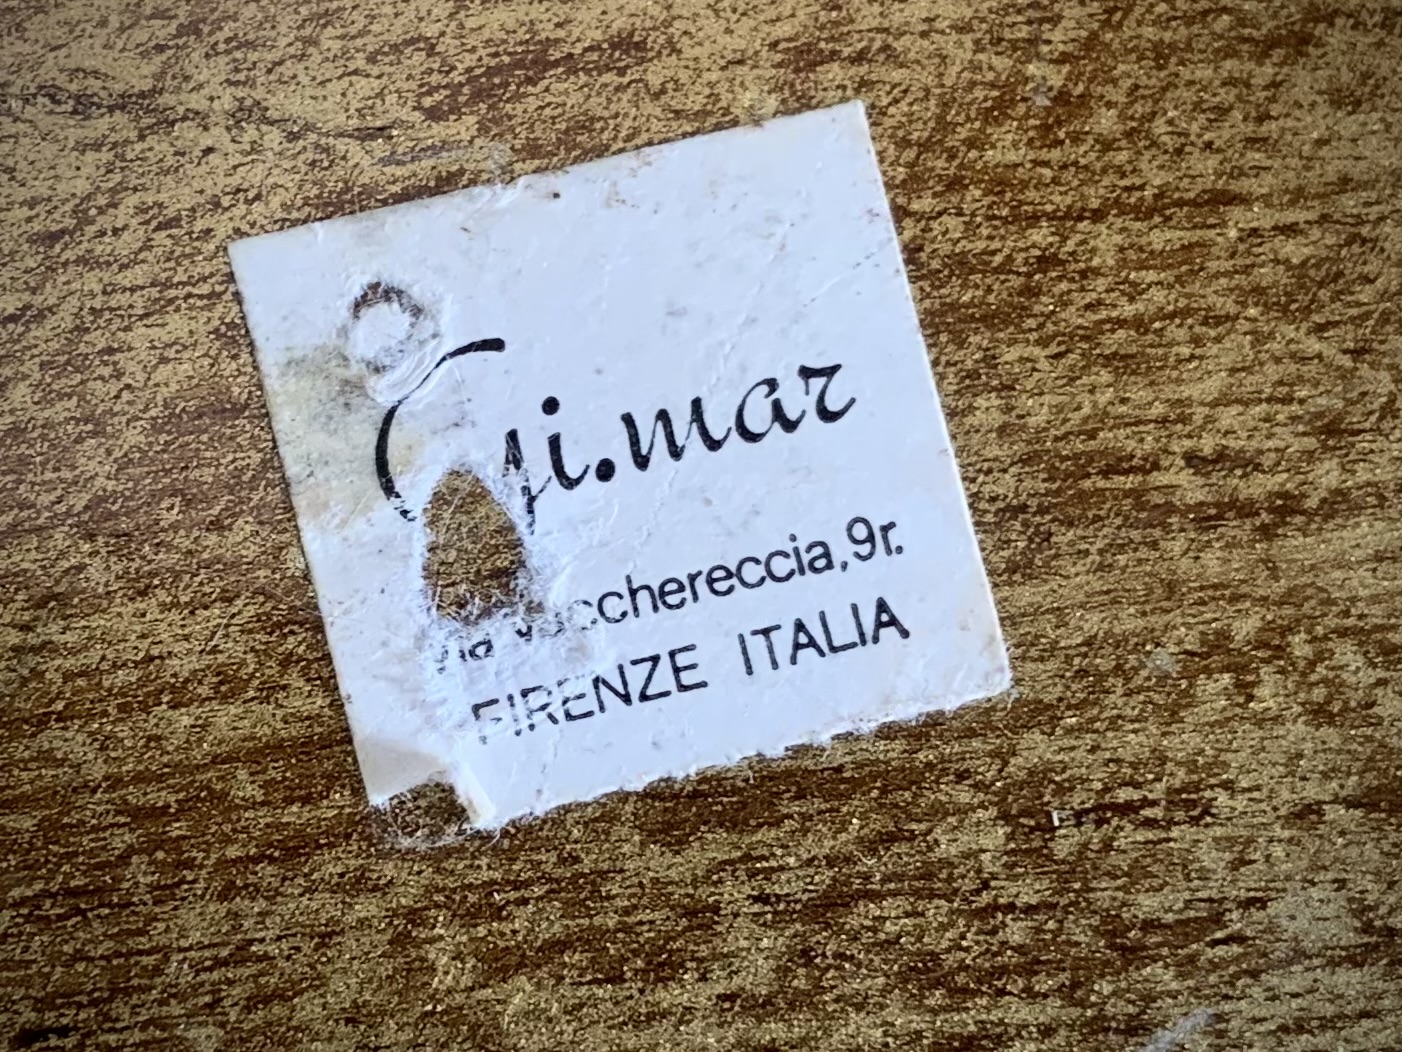 Gi.mar
Via Vacchereccia, 9r.
FIRENZE ITALIA